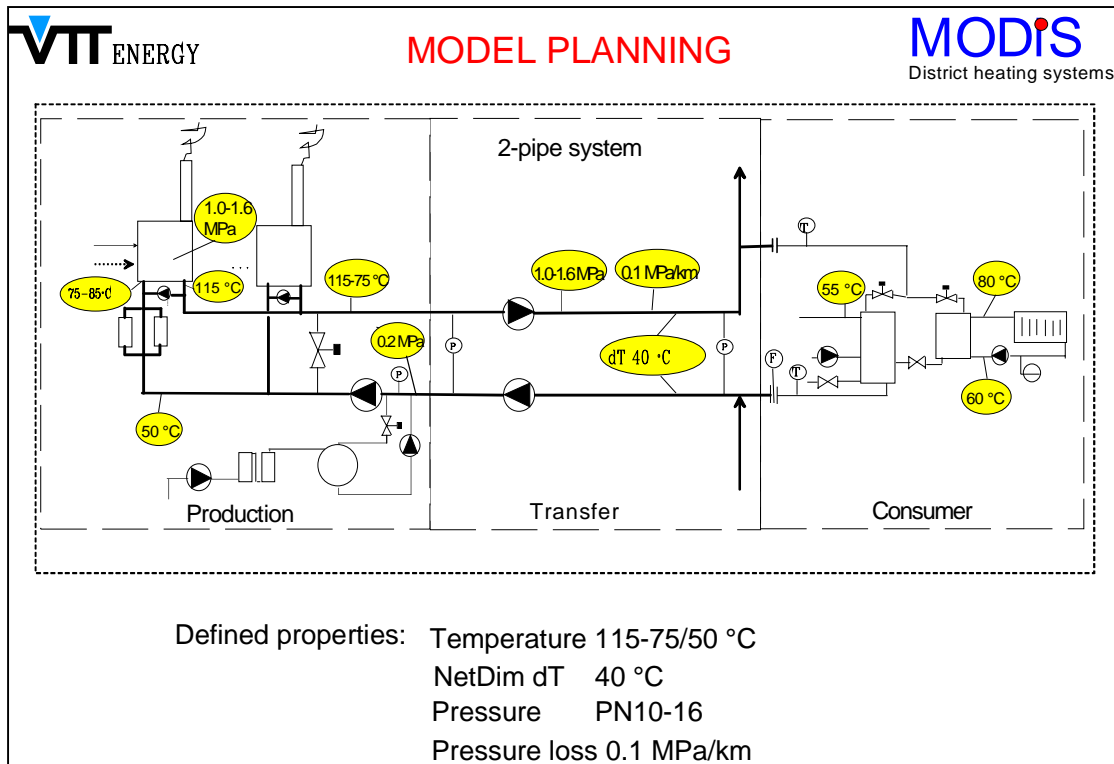 VTT ENERGY
MODEL PLANNING
MODiS
District heating systems
2-pipe system
1.0-1.6
MPa
T
75-85·C
115 °C
...
115-75 °C
1.0-1.6 MPa
0.1 MPa/km
55 °C
80 °C
0.2 MPa
P
P
dT 40 ·C
P
F
T
60 °C
50 °C
Production
Transfer
Consumer
Defined properties: Temperature 115-75/50 °C
NetDim dT 40 °C
Pressure PN10-16
Pressure loss 0.1 MPa/km